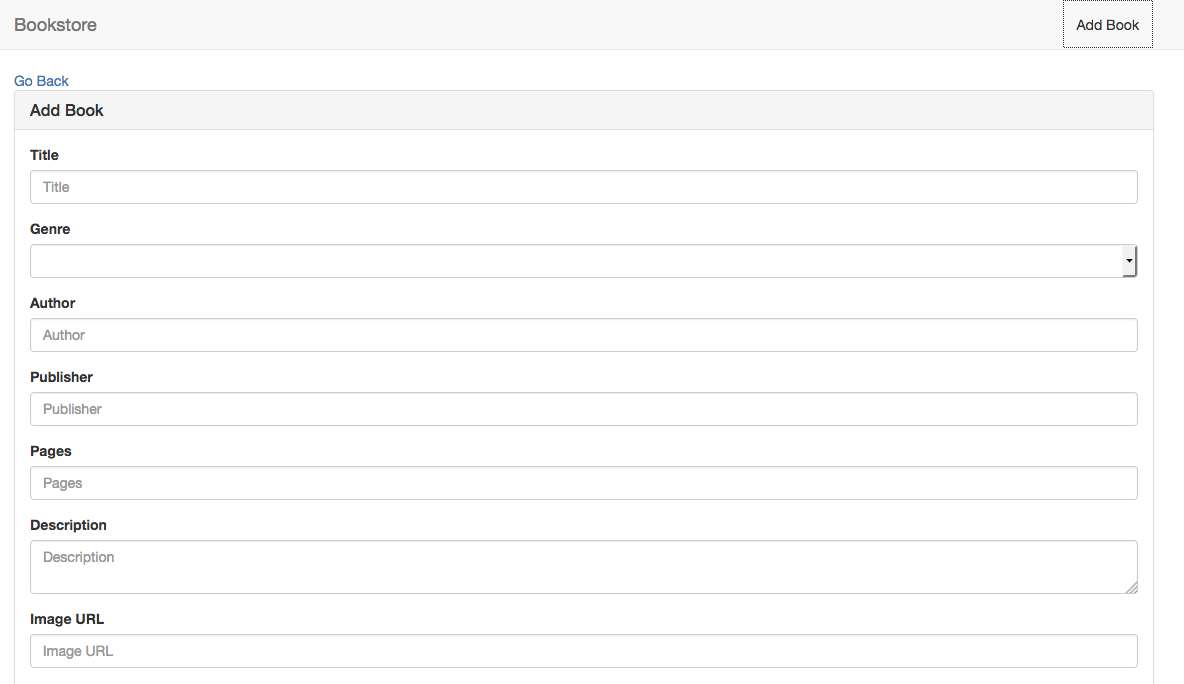 Bookstore
Add Book
Go Back
Add Book
Title
Title
Genre
Author
Author
Publisher
Publisher
Pages
Pages
Description
Description
Image URL
Image URL